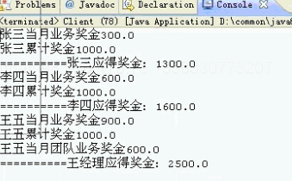 Problems @ Javadoc Declaration Console
<terminated> Client (78) [Java Application] D:\common\java\
张三当月业务奖金300.0
张三累计奖金1000.0
==========张三应得奖金: 1300.0
李四当月业务奖金600.0
李四累计奖金1000.0
==========李四应得奖金: 1600.0
王五当月业务奖金900.0
王五累计奖金1000.0
王五当月团队业务奖金600.0
==========王经理应得奖金: 2500.0